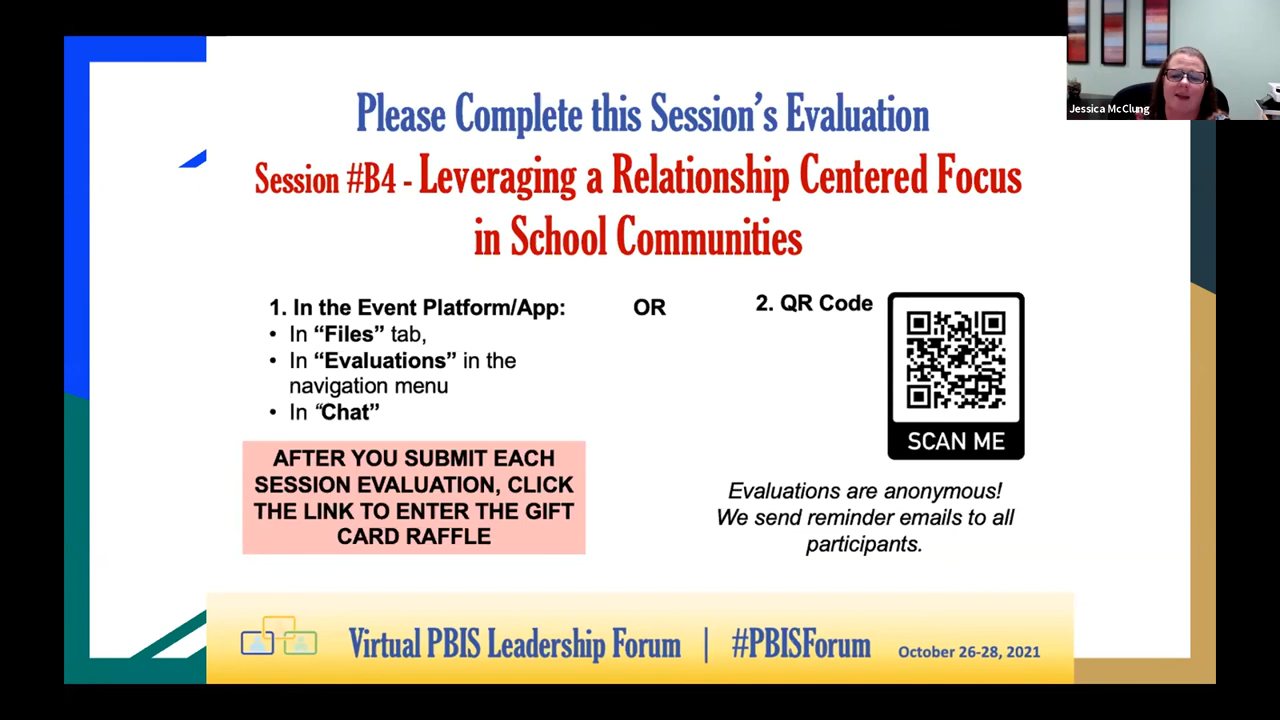 Jessica McClung
Please Complete this Session's Evaluation
Session #B4 - Leveraging a Relationship Centered Focus
in School Communities
1. In the Event Platform/App:
• In “Files” tab,
• In “Evaluations” in the
navigation menu
• In “Chat”
OR
2. QR Code
SCAN ME
AFTER YOU SUBMIT EACH
SESSION EVALUATION, CLICK
THE LINK TO ENTER THE GIFT
CARD RAFFLE
Evaluations are anonymous!
We send reminder emails to all
participants.
Virtual PBIS Leadership Forum | #PBISForum October 26-28, 2021